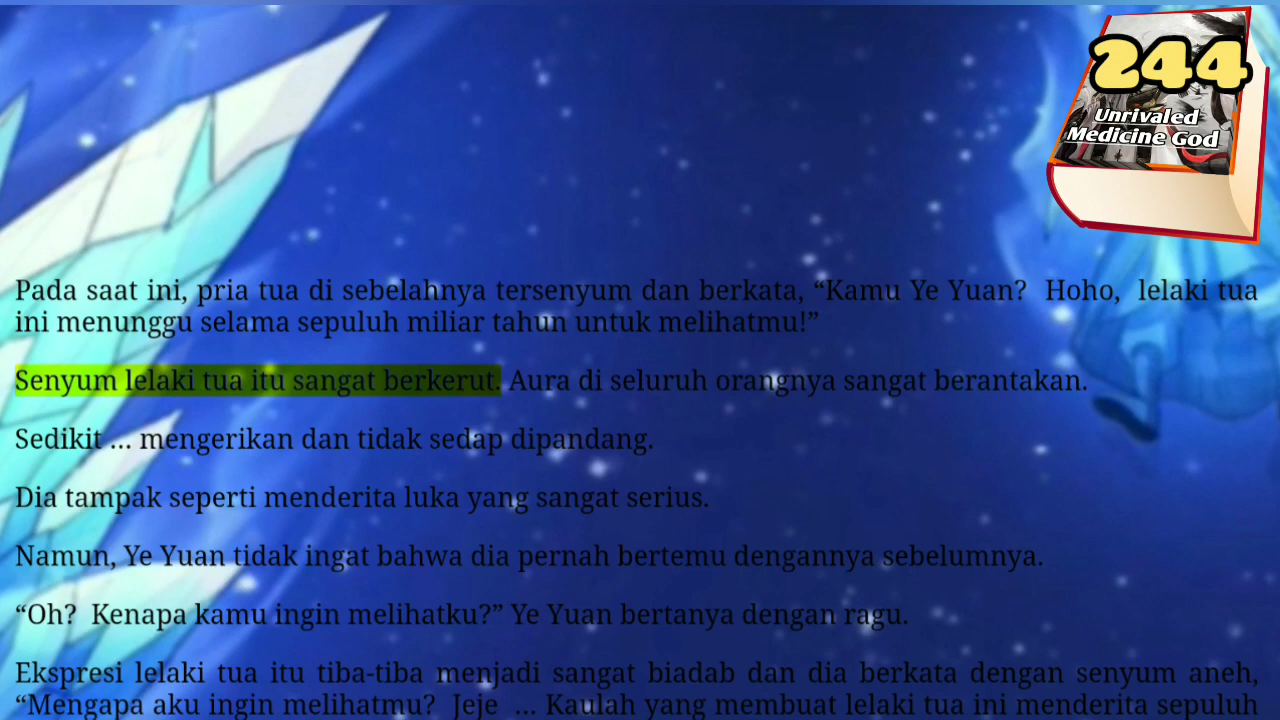 244
Unrivaled
Medicine God
Pada saat ini, pria tua di sebelahnya tersenyum dan berkata, “Kamu Ye Yuan?  Hoho,  lelaki tua
ini menunggu selama sepuluh miliar tahun untuk melihatmu!”
Senyum lelaki tua itu sangat berkerut. Aura di seluruh orangnya sangat berantakan.
Sedikit ... mengerikan dan tidak sedap dipandang.
Dia tampak seperti menderita luka yang sangat serius.
Namun, Ye Yuan tidak ingat bahwa dia pernah bertemu dengannya sebelumnya.
“Oh?  Kenapa kamu ingin melihatku?” Ye Yuan bertanya dengan ragu.
Ekspresi lelaki tua itu tiba-tiba menjadi sangat biadab dan dia berkata dengan senyum aneh,
“Mengapa aku ingin melihatmu?  Jeje  ... Kaulah yang membuat lelaki tua ini menderita sepuluh